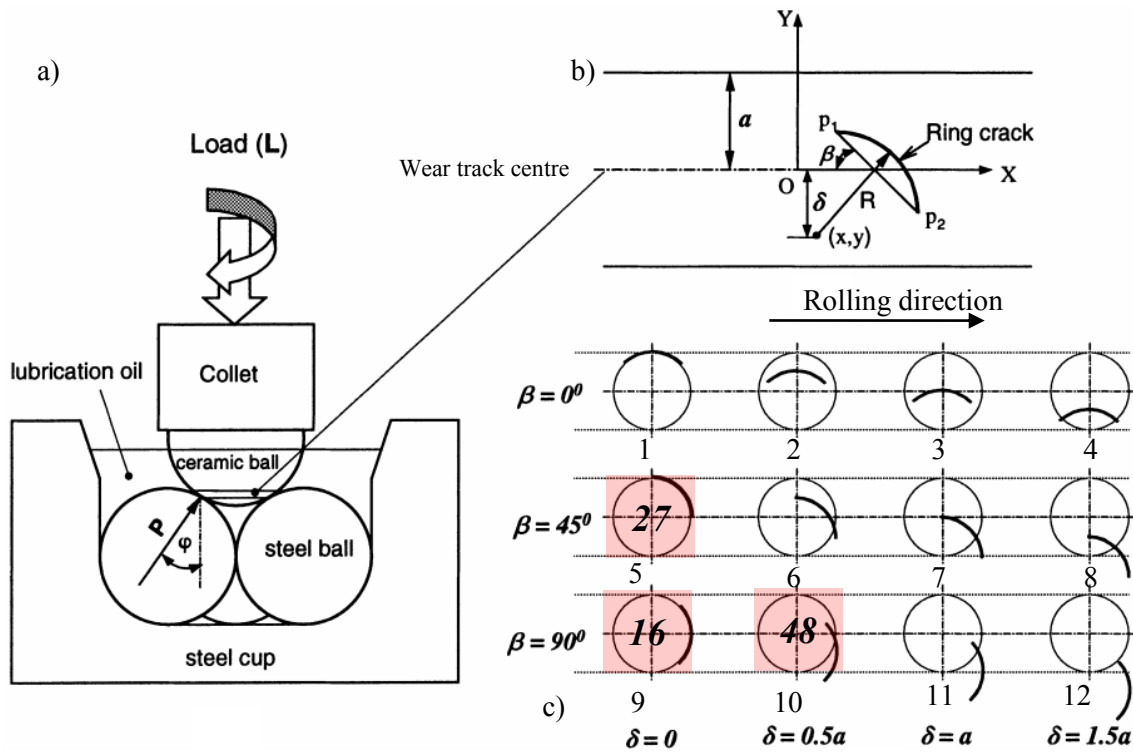 a)
Load (L)
lubrication oil
Collet
ceramic ball
P
φ
steel ball
steel cup
Wear track centre
b)
Y
a
p₁
Ring crack
β
O
X
δ
R
p₂
(x,y)
Rolling direction
β = 0⁰
1 2 3 4
β = 45⁰
27
5 6 7 8
β = 90⁰
16 48
9 10 11 12
c)
δ = 0 δ = 0.5a δ = a δ = 1.5a